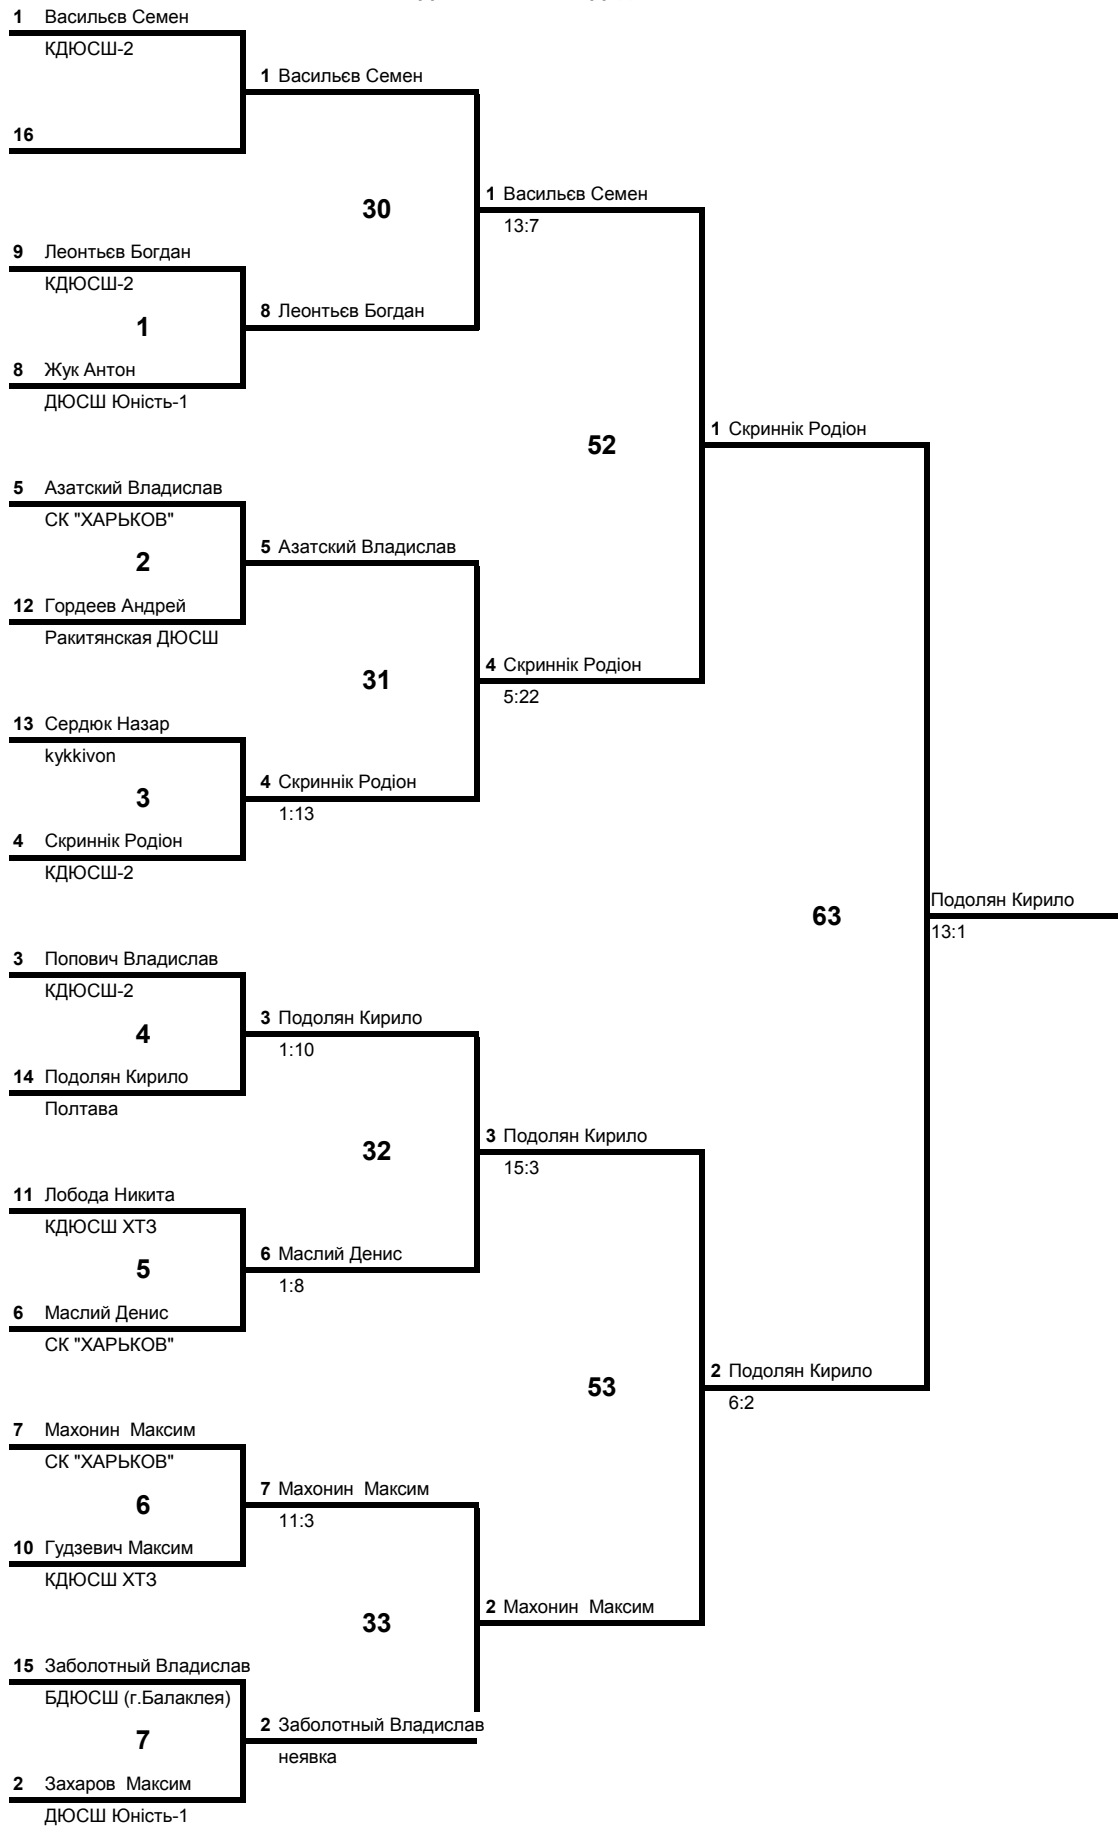 1 Васильєв Семен
КДЮСШ-2
1 Васильєв Семен
16
30
1 Васильєв Семен
13:7
9 Леонтьєв Богдан
КДЮСШ-2
1
8 Леонтьєв Богдан
8 Жук Антон
ДЮСШ Юність-1
52
1 Скриннік Родіон
5 Азатский Владислав
СК "ХАРЬКОВ"
2
5 Азатский Владислав
12 Гордеев Андрей
Ракитянская ДЮСШ
31
4 Скриннік Родіон
5:22
13 Сердюк Назар
kykkivon
3
4 Скриннік Родіон
1:13
4 Скриннік Родіон
КДЮСШ-2
63
Подолян Кирило
13:1
3 Попович Владислав
КДЮСШ-2
4
3 Подолян Кирило
1:10
14 Подолян Кирило
Полтава
32
3 Подолян Кирило
15:3
11 Лобода Никита
КДЮСШ ХТЗ
5
6 Маслий Денис
1:8
6 Маслий Денис
СК "ХАРЬКОВ"
53
2 Подолян Кирило
6:2
7 Махонин Максим
СК "ХАРЬКОВ"
6
7 Махонин Максим
11:3
10 Гудзевич Максим
КДЮСШ ХТЗ
33
2 Махонин Максим
15 Заболотный Владислав
БДЮСШ (г.Балаклея)
7
2 Заболотный Владислав
неявка
2 Захаров Максим
ДЮСШ Юність-1